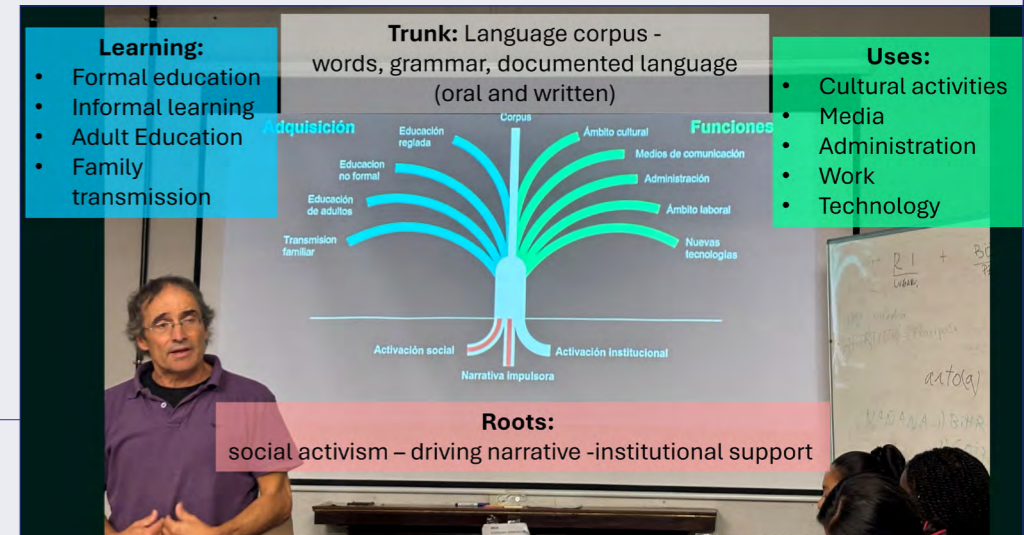 Learning:
• Formal education
• Informal learning
• Adult Education
• Family
transmission
Trunk: Language corpus -
words, grammar, documented language
(oral and written)
Uses:
• Cultural activities
• Media
• Administration
• Work
• Technology
Adquisición
Corpus
Funciones
Educación
reglada
Educacion
no formal
Educación
de adultos
Transmision
familiar
Ámbito cultural
Medios de comunicación
Administración
Ámbito laboral
Nuevas
tecnologías
Activación social
Activación institucional
Narrativa impulsora
Roots:
social activism – driving narrative -institutional support